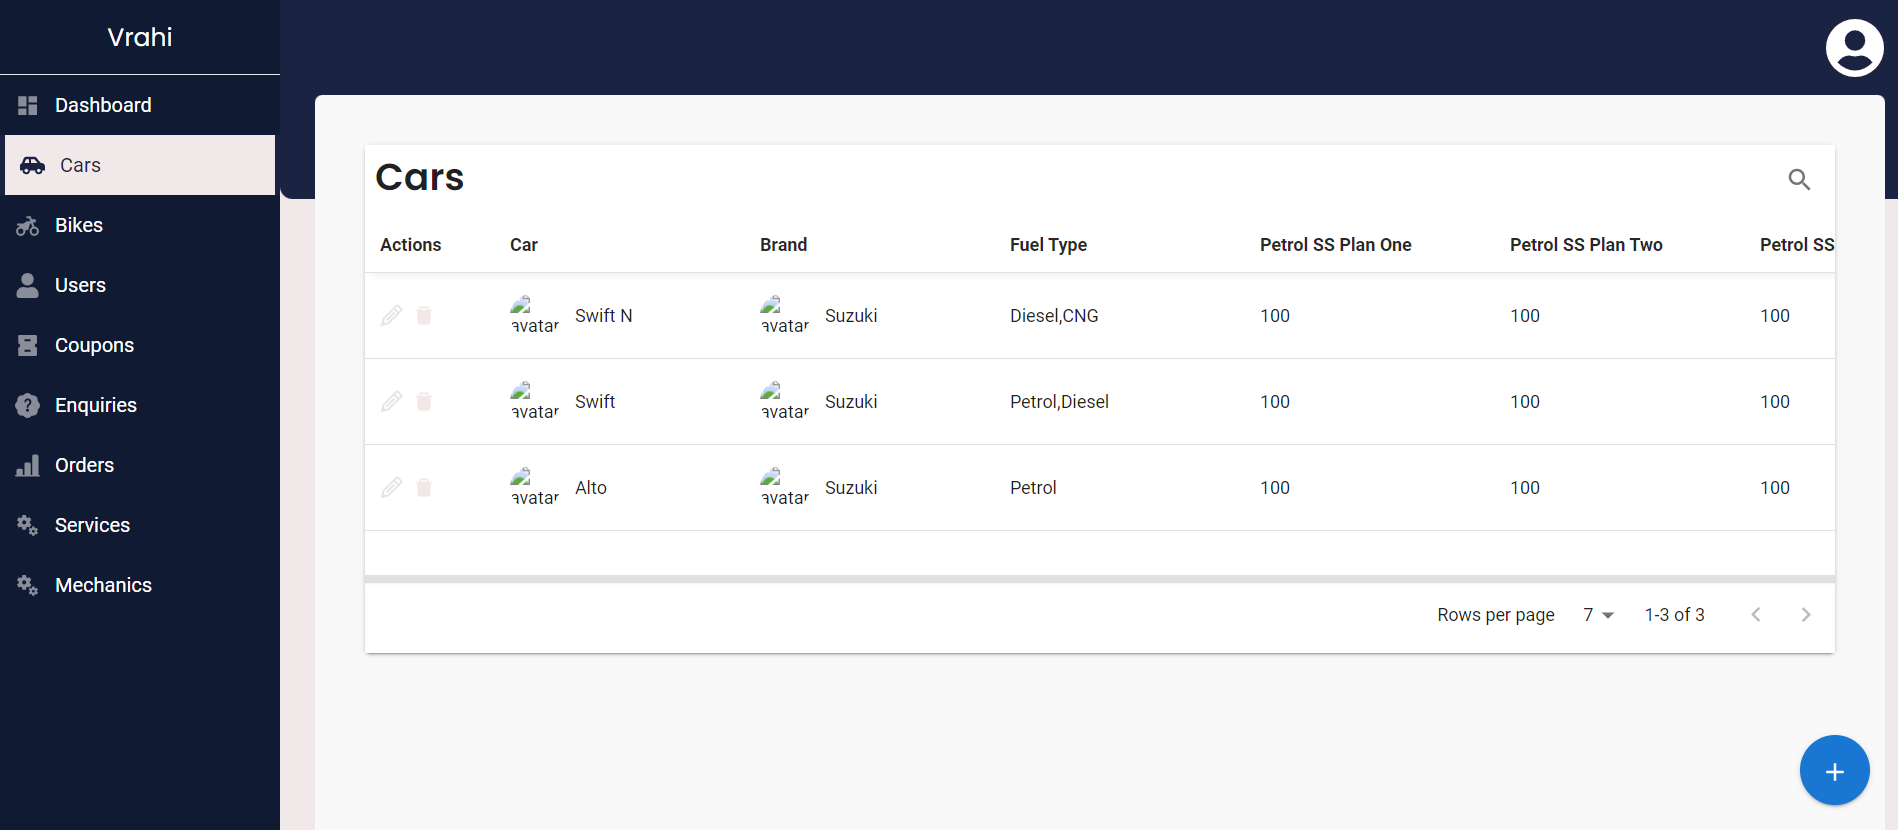 Vrahi
Dashboard
Cars
Bikes
Users
Coupons
Enquiries
Orders
Services
Mechanics
Cars
Actions Car Brand Fuel Type Petrol SS Plan One Petrol SS Plan Two Petrol SS
avatar Swift N avatar Suzuki Diesel,CNG 100 100 100
avatar Swift avatar Suzuki Petrol,Diesel 100 100 100
avatar Alto avatar Suzuki Petrol 100 100 100
Rows per page 7 1-3 of 3